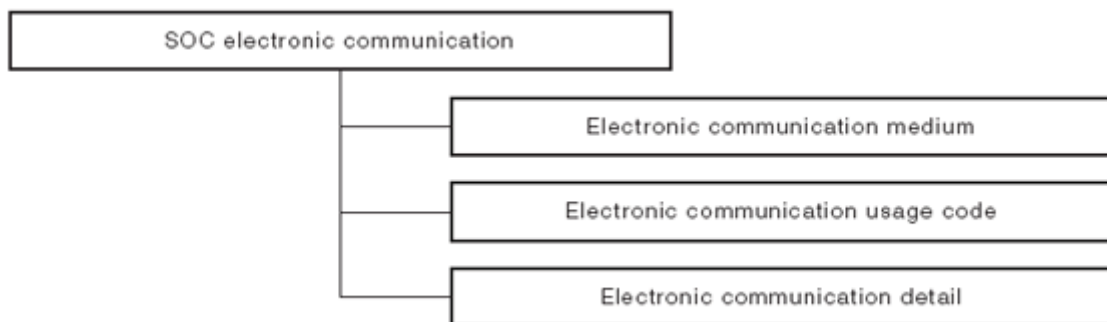 SOC electronic communication
Electronic communication medium
Electronic communication usage code
Electronic communication detail